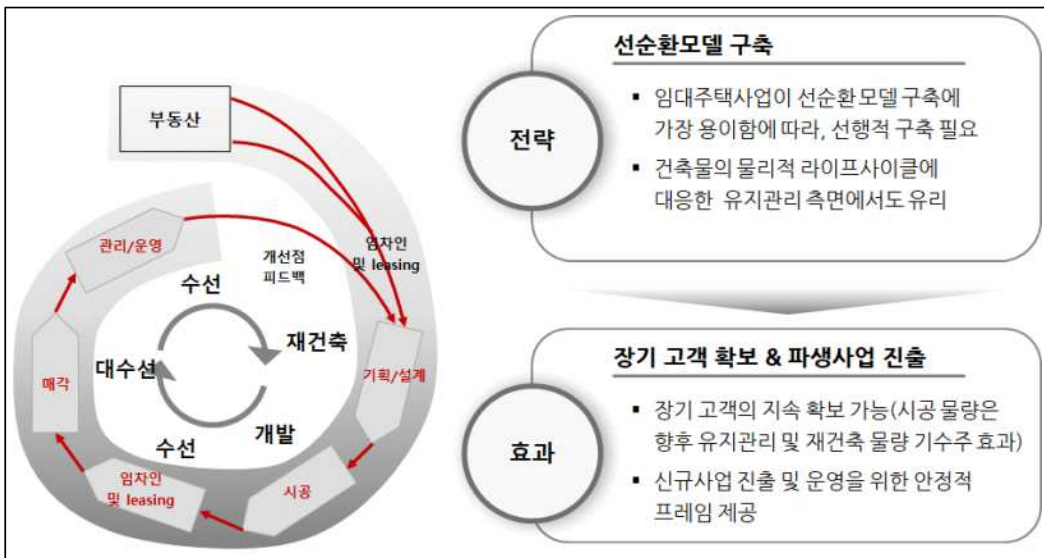 부동산
관리/운영
개선점
피드백
임차인
및 leasing
수선
재건축
대수선
매각
기획/설계
개발
수선
임차인
및 leasing
시공
전략
선순환모델 구축
▪ 임대주택사업이 선순환 모델 구축에
가장 용이함에 따라, 선행적 구축 필요
▪ 건축물의 물리적 라이프사이클에
대응한 유지관리 측면에서도 유리
효과
장기 고객 확보 & 파생사업 진출
▪ 장기 고객의 지속 확보 가능(시공 물량은
향후 유지관리 및 재건축 물량 기수주 효과)
▪ 신규사업 진출 및 운영을 위한 안정적
프레임 제공